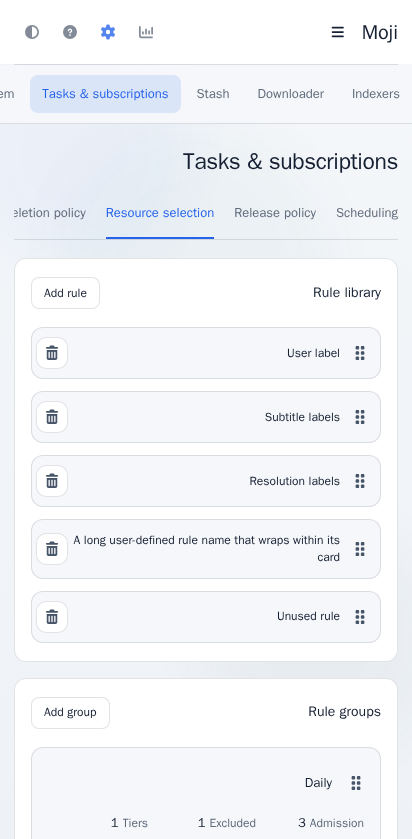 Moji
em
Tasks & subscriptions
Stash
Downloader
Indexers
Tasks & subscriptions
eletion policy
Resource selection
Release policy
Scheduling
Add rule
Rule library
User label
Subtitle labels
Resolution labels
A long user-defined rule name that wraps within its
card
Unused rule
Add group
Rule groups
Daily
1 Tiers
1 Excluded
3 Admission